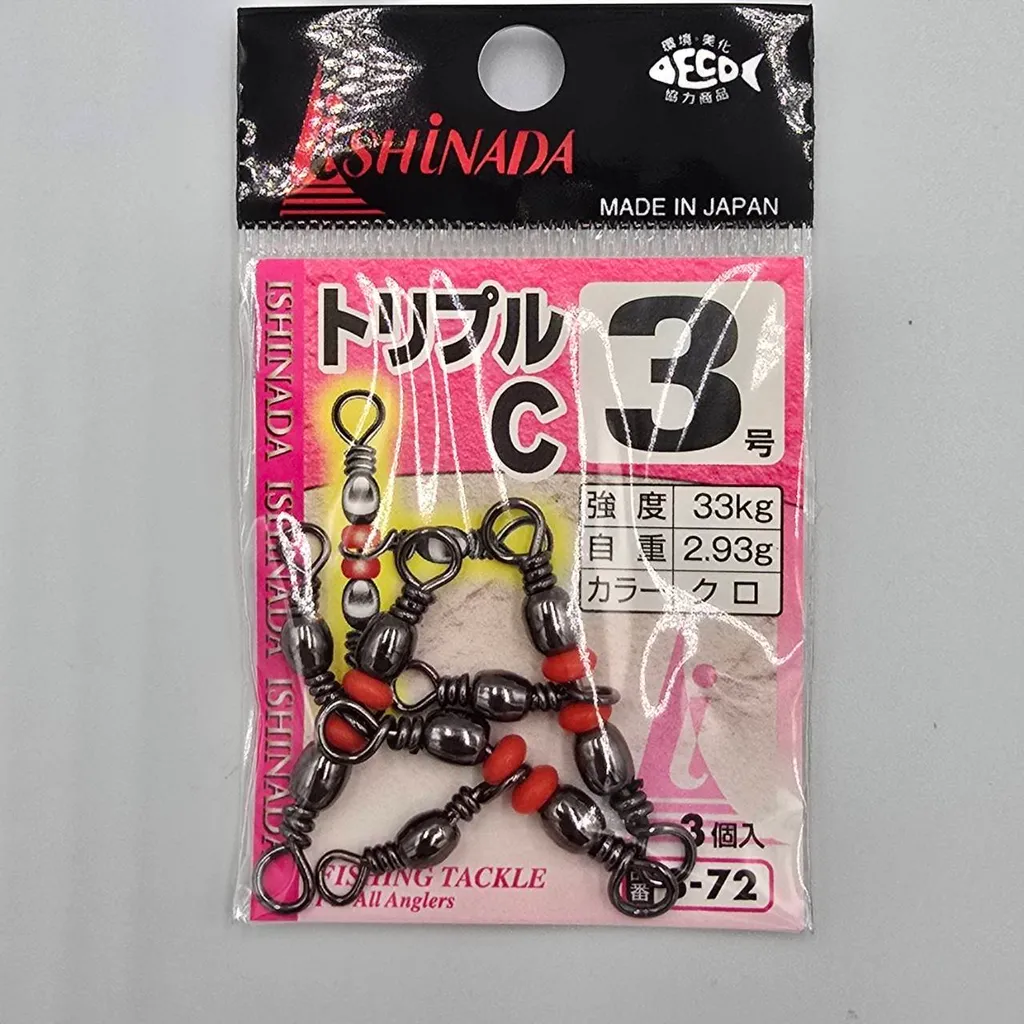 環境・美化
ECO
協力商品
ISHiNADA
MADE IN JAPAN
ISHINADA ISHINADA ISHINADA
トリプル
C
3号
強度 33kg
自重 2.93g
カラー クロ
3個入
番 -72
FISHING TACKLE
All Anglers